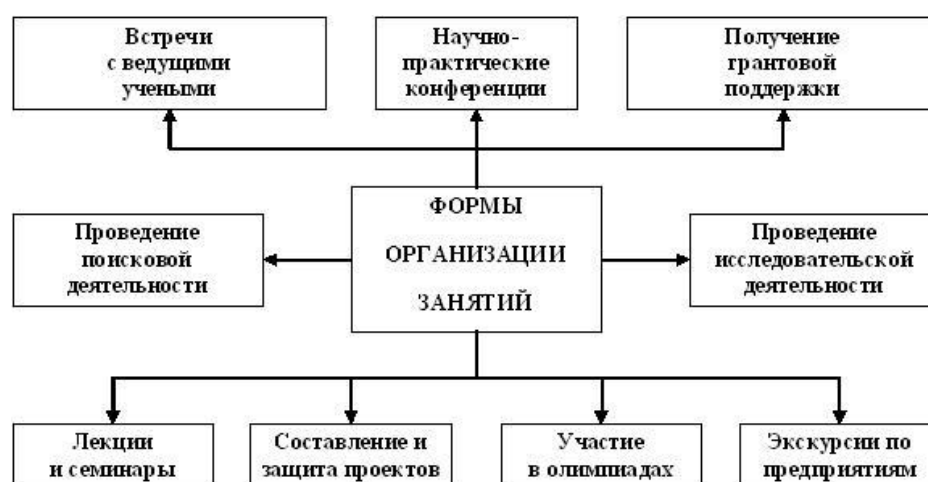 Встречи
с ведущими
учеными
Научно-
практические
конференции
Получение
грантовой
поддержки
Проведение
поисковой
деятельности
ФОРМЫ
ОРГАНИЗАЦИИ
ЗАНЯТИЙ
Проведение
исследовательской
деятельности
Лекции
и семинары
Составление и
защита проектов
Участие
в олимпиадах
Экскурсии по
предприятиям